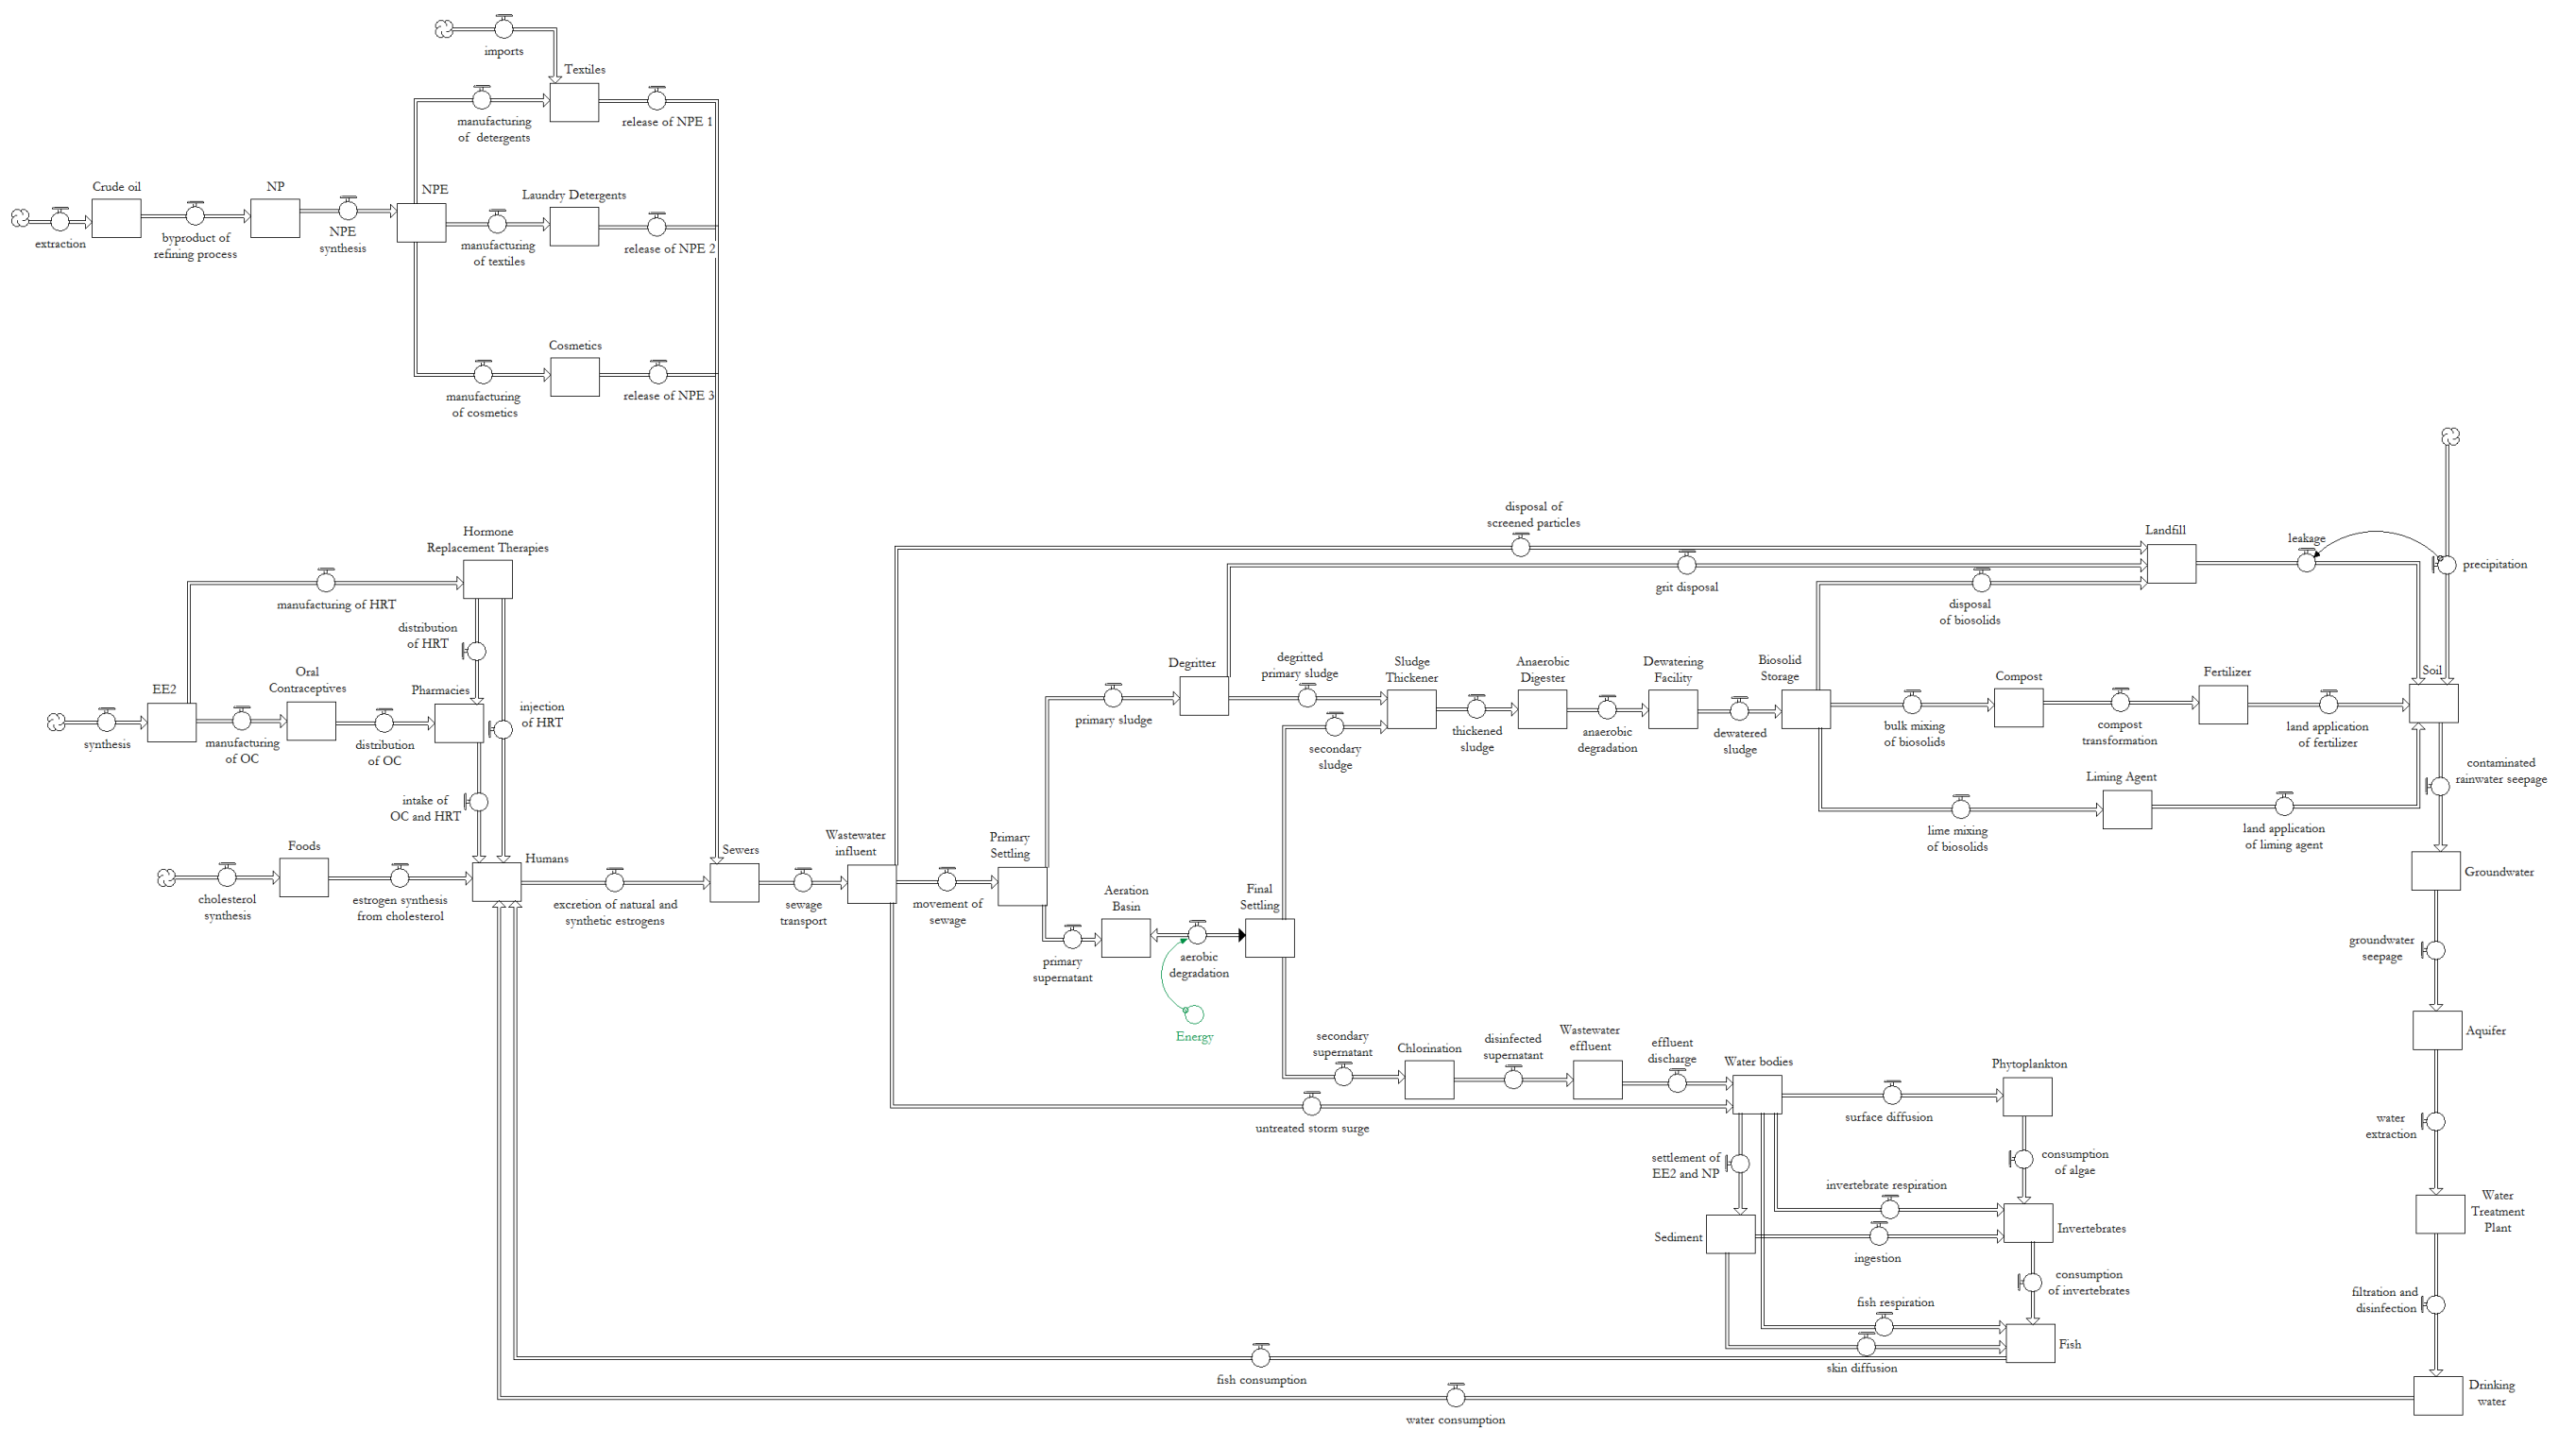 imports
Textiles
manufacturing
of detergents
release of NPE 1
Crude oil
NP
NPE
Laundry Detergents
extraction
byproduct of
refining process
NPE
synthesis
manufacturing
of textiles
release of NPE 2
Cosmetics
manufacturing
of cosmetics
release of NPE 3
Hormone
Replacement Therapies
manufacturing of HRT
distribution
of HRT
EE2
Oral
Contraceptives
Pharmacies
injection
of HRT
synthesis
manufacturing
of OC
distribution
of OC
intake of
OC and HRT
Foods
Humans
cholesterol
synthesis
estrogen synthesis
from cholesterol
excretion of natural and
synthetic estrogens
Sewers
sewage
transport
Wastewater
influent
movement of
sewage
Primary
Settling
primary sludge
Degritter
degritted
primary sludge
secondary
sludge
Sludge
Thickener
thickened
sludge
Anaerobic
Digester
anaerobic
degradation
Dewatering
Facility
dewatered
sludge
Biosolid
Storage
disposal of
screened particles
grit disposal
disposal
of biosolids
Landfill
leakage
precipitation
bulk mixing
of biosolids
Compost
compost
transformation
Fertilizer
land application
of fertilizer
Soil
lime mixing
of biosolids
Liming Agent
land application
of liming agent
contaminated
rainwater seepage
Groundwater
groundwater
seepage
Aquifer
water
extraction
Water
Treatment
Plant
filtration and
disinfection
Drinking
water
primary
supernatant
Aeration
Basin
aerobic
degradation
Energy
Final
Settling
secondary
supernatant
Chlorination
disinfected
supernatant
Wastewater
effluent
effluent
discharge
Water bodies
untreated storm surge
surface diffusion
Phytoplankton
consumption
of algae
settlement of
EE2 and NP
invertebrate respiration
Invertebrates
Sediment
ingestion
consumption
of invertebrates
fish respiration
Fish
skin diffusion
fish consumption
water consumption